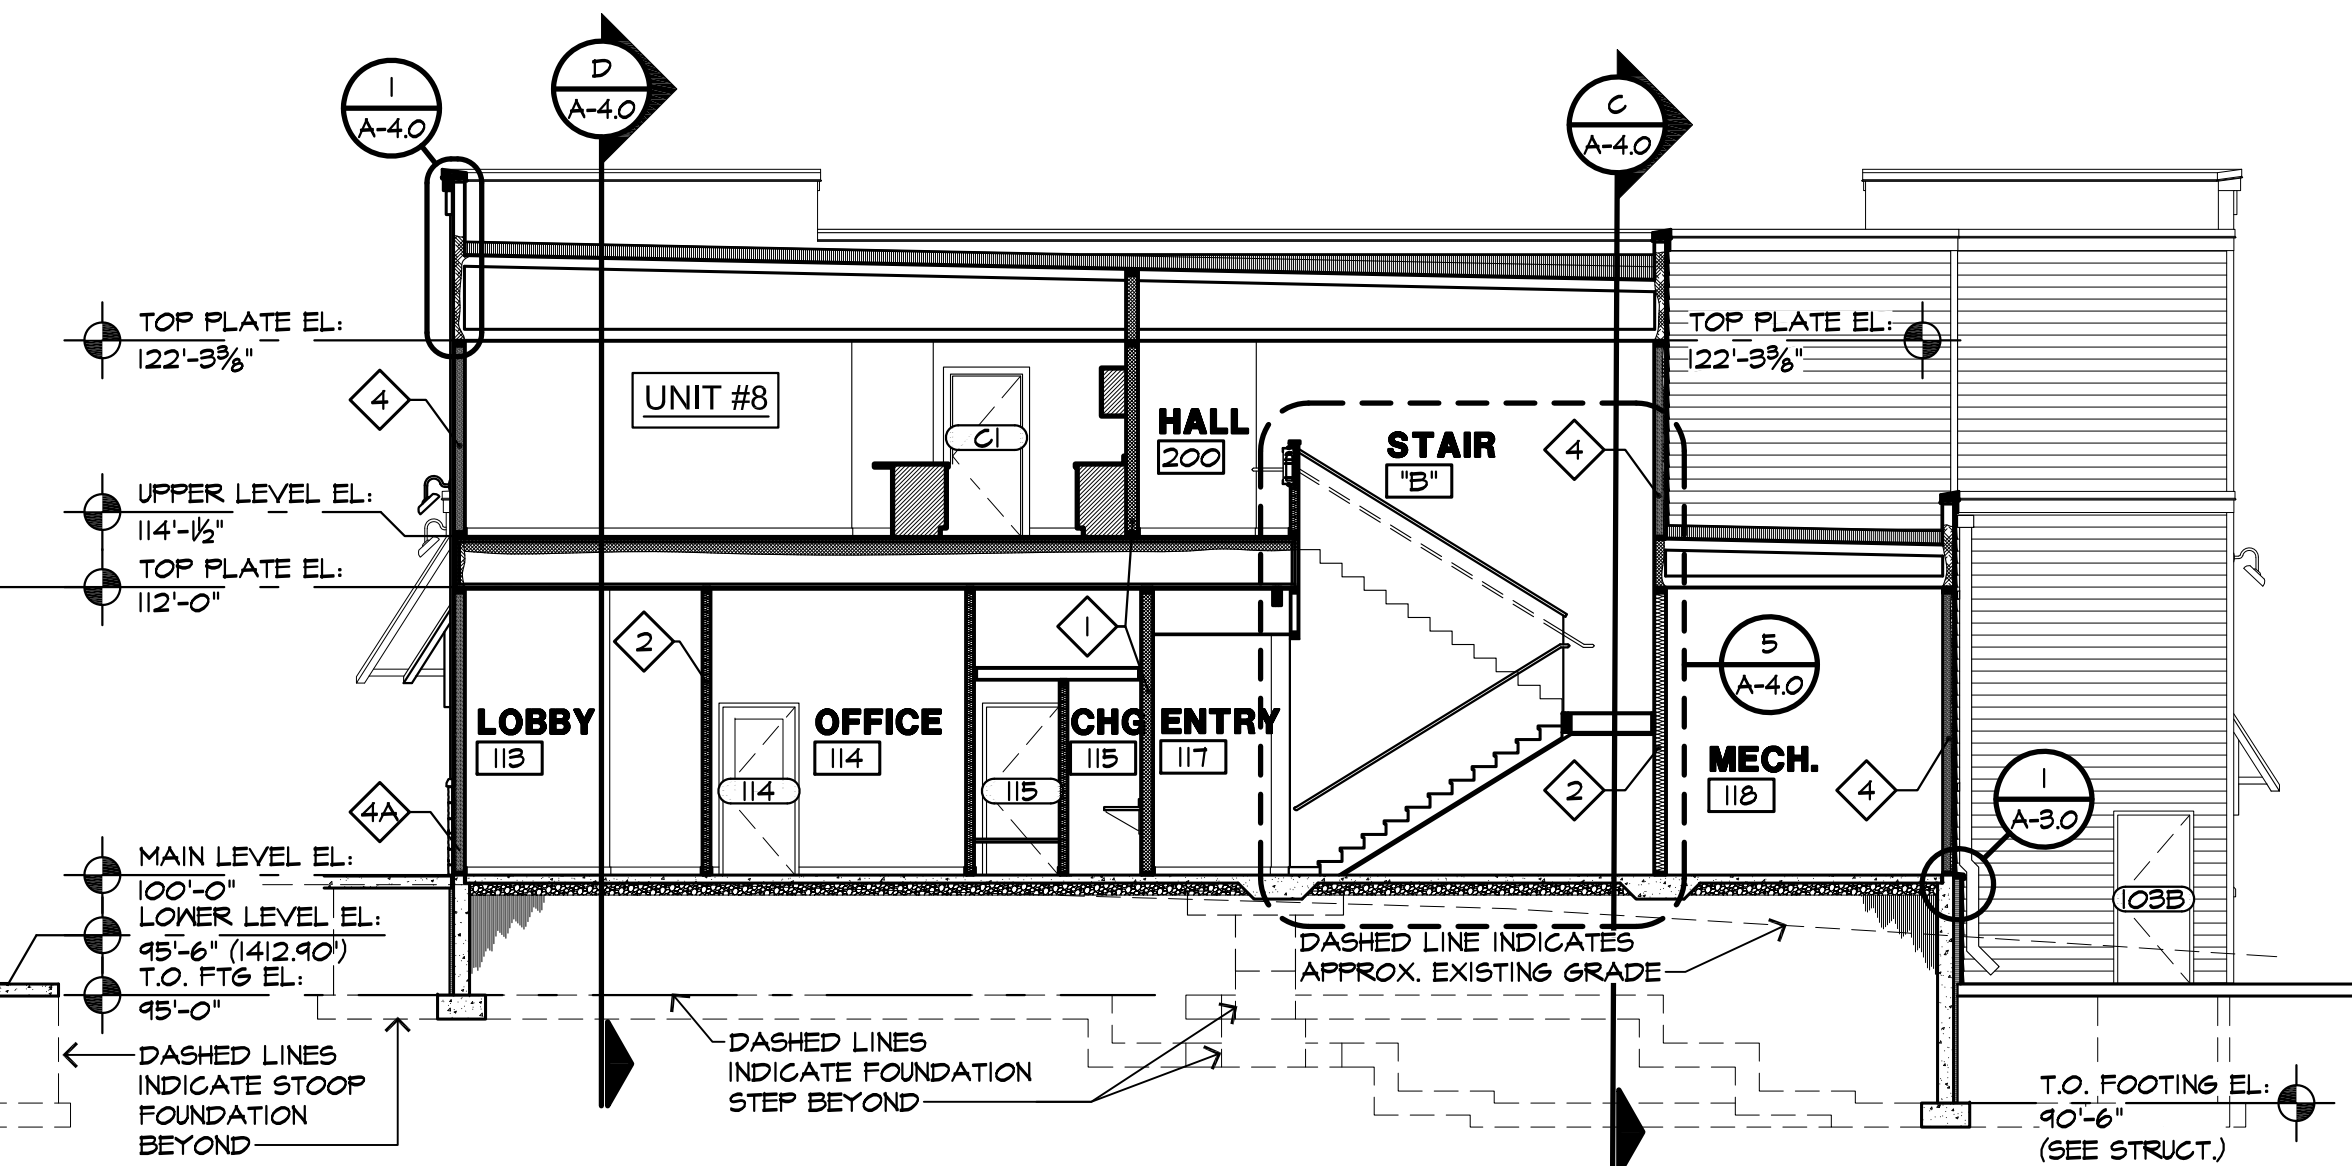 1
A-4.0
D
A-4.0
C
A-4.0
TOP PLATE EL:
122'-3⅜"
TOP PLATE EL:
122'-3⅜"
4
UNIT #8
C1
HALL
200
STAIR
"B"
4
UPPER LEVEL EL:
114'-1½"
TOP PLATE EL:
112'-0"
2
1
5
A-4.0
LOBBY
113
OFFICE
114
CHG
115
ENTRY
117
MECH.
118
114
115
2
4
4A
1
A-3.0
MAIN LEVEL EL:
100'-0"
LOWER LEVEL EL:
95'-6" (1412.90')
T.O. FTG EL:
95'-0"
103B
DASHED LINE INDICATES
APPROX. EXISTING GRADE
DASHED LINES
INDICATE STOOP
FOUNDATION
BEYOND
DASHED LINES
INDICATE FOUNDATION
STEP BEYOND
T.O. FOOTING EL:
90'-6"
(SEE STRUCT.)